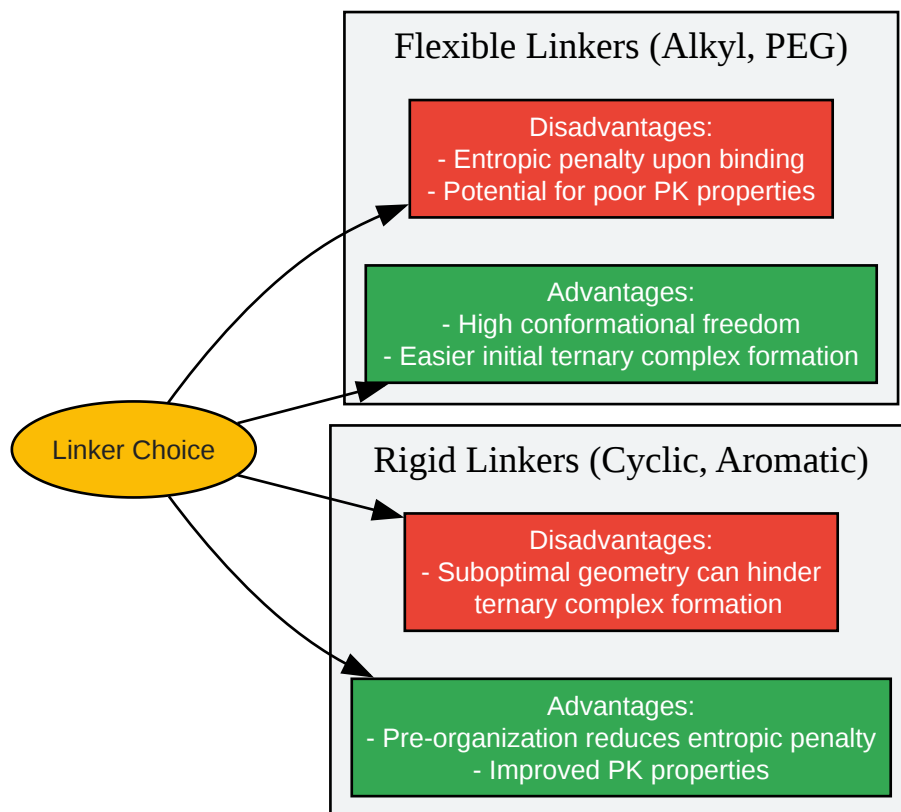 Flexible Linkers (Alkyl, PEG)
Disadvantages:
- Entropic penalty upon binding
- Potential for poor PK properties
Advantages:
- High conformational freedom
- Easier initial ternary complex formation
Linker Choice
Rigid Linkers (Cyclic, Aromatic)
Disadvantages:
- Suboptimal geometry can hinder
ternary complex formation
Advantages:
- Pre-organization reduces entropic penalty
- Improved PK properties